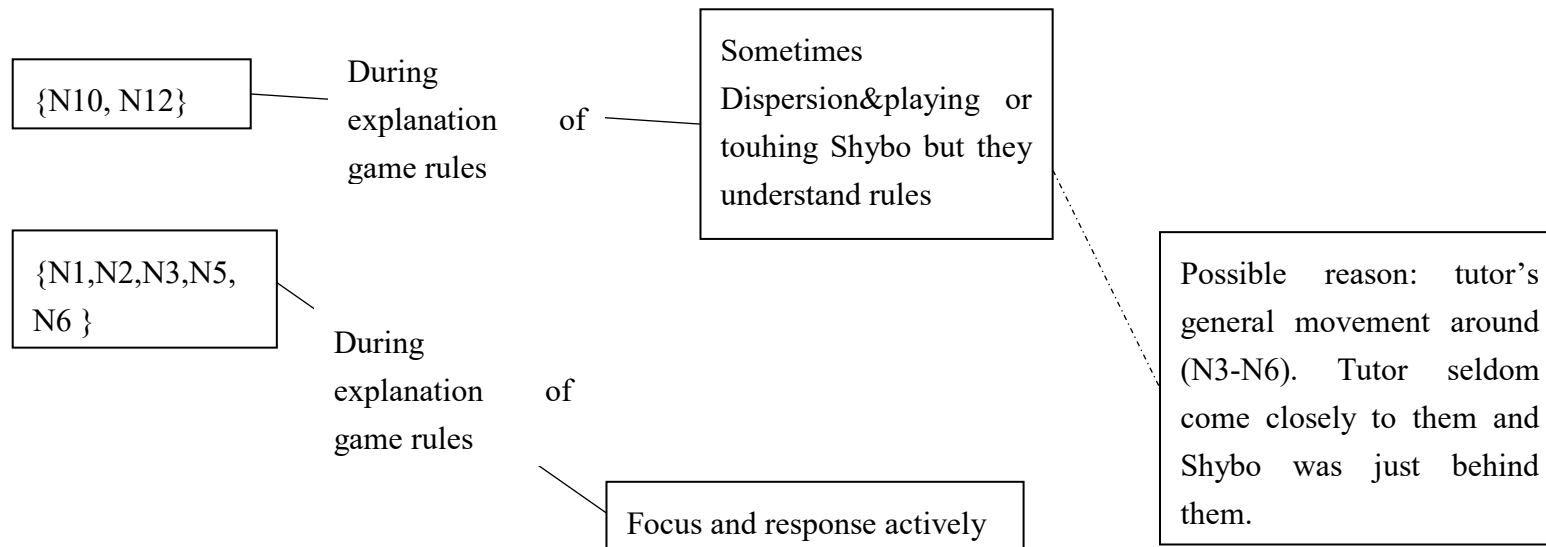 {N10, N12}
During
explanation of
game rules
Sometimes
Dispersion&playing or
touhing Shybo but they
understand rules
{N1,N2,N3,N5,
N6 }
During
explanation of
game rules
Focus and response actively
Possible reason: tutor’s
general movement around
(N3-N6). Tutor seldom
come closely to them and
Shybo was just behind
them.